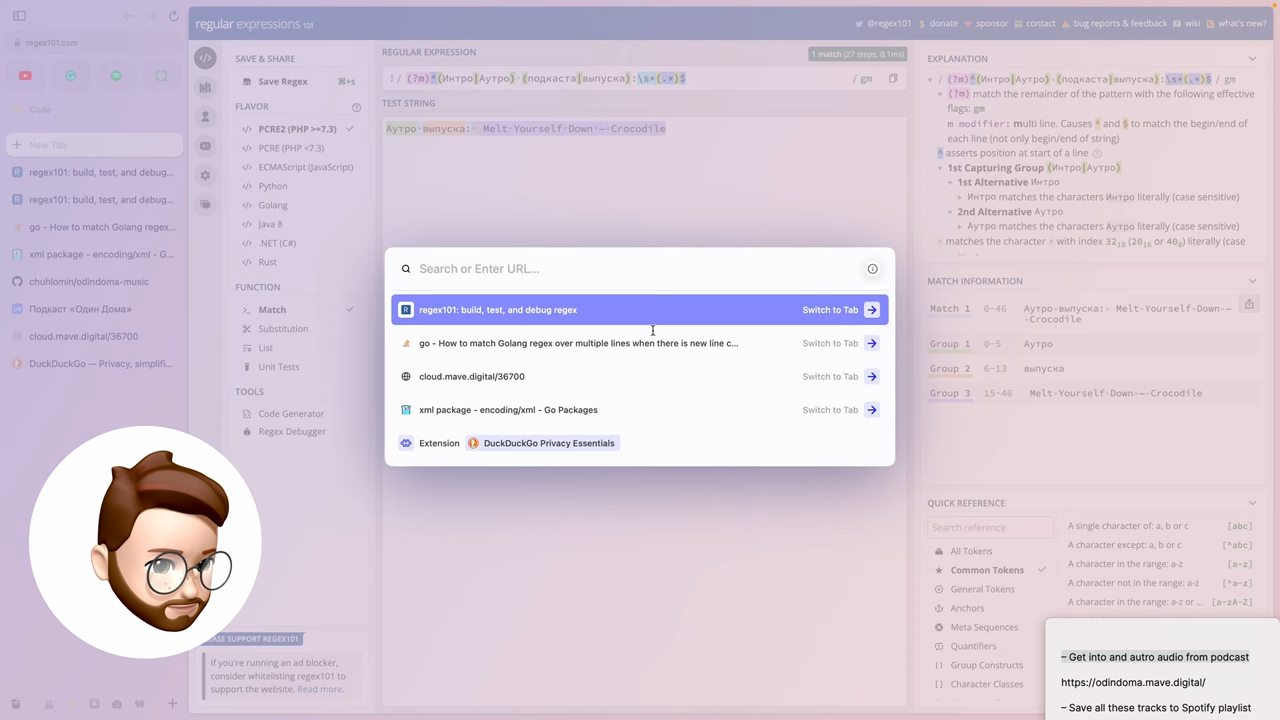 regex101.com
Code
New Tab
regex101: build, test, and debug...
regex101: build, test, and debug...
go - How to match Golang regex...
xml package - encoding/xml - G...
chuhlomin/odindoma-music
Подкаст «Один Дома»
cloud.mave.digital/36700
DuckDuckGo — Privacy, simplifi...
regular expressions 101
@regex101
donate
sponsor
contact
bug reports & feedback
wiki
what's new?
SAVE & SHARE
Save Regex
⌘+s
FLAVOR
PCRE2 (PHP >=7.3)
PCRE (PHP <7.3)
ECMAScript (JavaScript)
Python
Golang
Java 8
.NET (C#)
Rust
FUNCTION
Match
Substitution
List
Unit Tests
TOOLS
Code Generator
Regex Debugger
ASE SUPPORT REGEX101
If you're running an ad blocker,
consider whitelisting regex101 to
support the website. Read more.
REGULAR EXPRESSION
1 match (27 steps, 0.1ms)
/ (?m)^(Интро|Аутро)·(подкаста|выпуска):\s*(.*)$ / gm
TEST STRING
Аутро·выпуска:· Melt·Yourself·Down·—·Crocodile
Search or Enter URL...
regex101: build, test, and debug regex Switch to Tab
go - How to match Golang regex over multiple lines when there is new line c... Switch to Tab
cloud.mave.digital/36700 Switch to Tab
xml package - encoding/xml - Go Packages Switch to Tab
Extension DuckDuckGo Privacy Essentials
EXPLANATION
/ (?m)^(Интро|Аутро)·(подкаста|выпуска):\s*(.*)$ / gm
(?m) match the remainder of the pattern with the following effective
flags: gm
m modifier: multi line. Causes ^ and $ to match the begin/end of
each line (not only begin/end of string)
^ asserts position at start of a line
1st Capturing Group (Интро|Аутро)
1st Alternative Интро
Интро matches the characters Интро literally (case sensitive)
2nd Alternative Аутро
Аутро matches the characters Аутро literally (case sensitive)
matches the character · with index 32₁₀ (20₁₆ or 40₈) literally (case
MATCH INFORMATION
Match 1 0-46 Аутро·выпуска:· Melt·Yourself·Down·—·
Crocodile
Group 1 0-5 Аутро
Group 2 6-13 выпуска
Group 3 15-46 Melt·Yourself·Down·—·Crocodile
QUICK REFERENCE
Search reference
All Tokens
Common Tokens
General Tokens
Anchors
Meta Sequences
Quantifiers
Group Constructs
Character Classes
A single character of: a, b or c [abc]
A character except: a, b or c [^abc]
A character in the range: a-z [a-z]
A character not in the range: a-z [^a-z]
A character in the range: a-z or ... [a-zA-Z]
– Get into and autro audio from podcast
https://odindoma.mave.digital/
– Save all these tracks to Spotify playlist